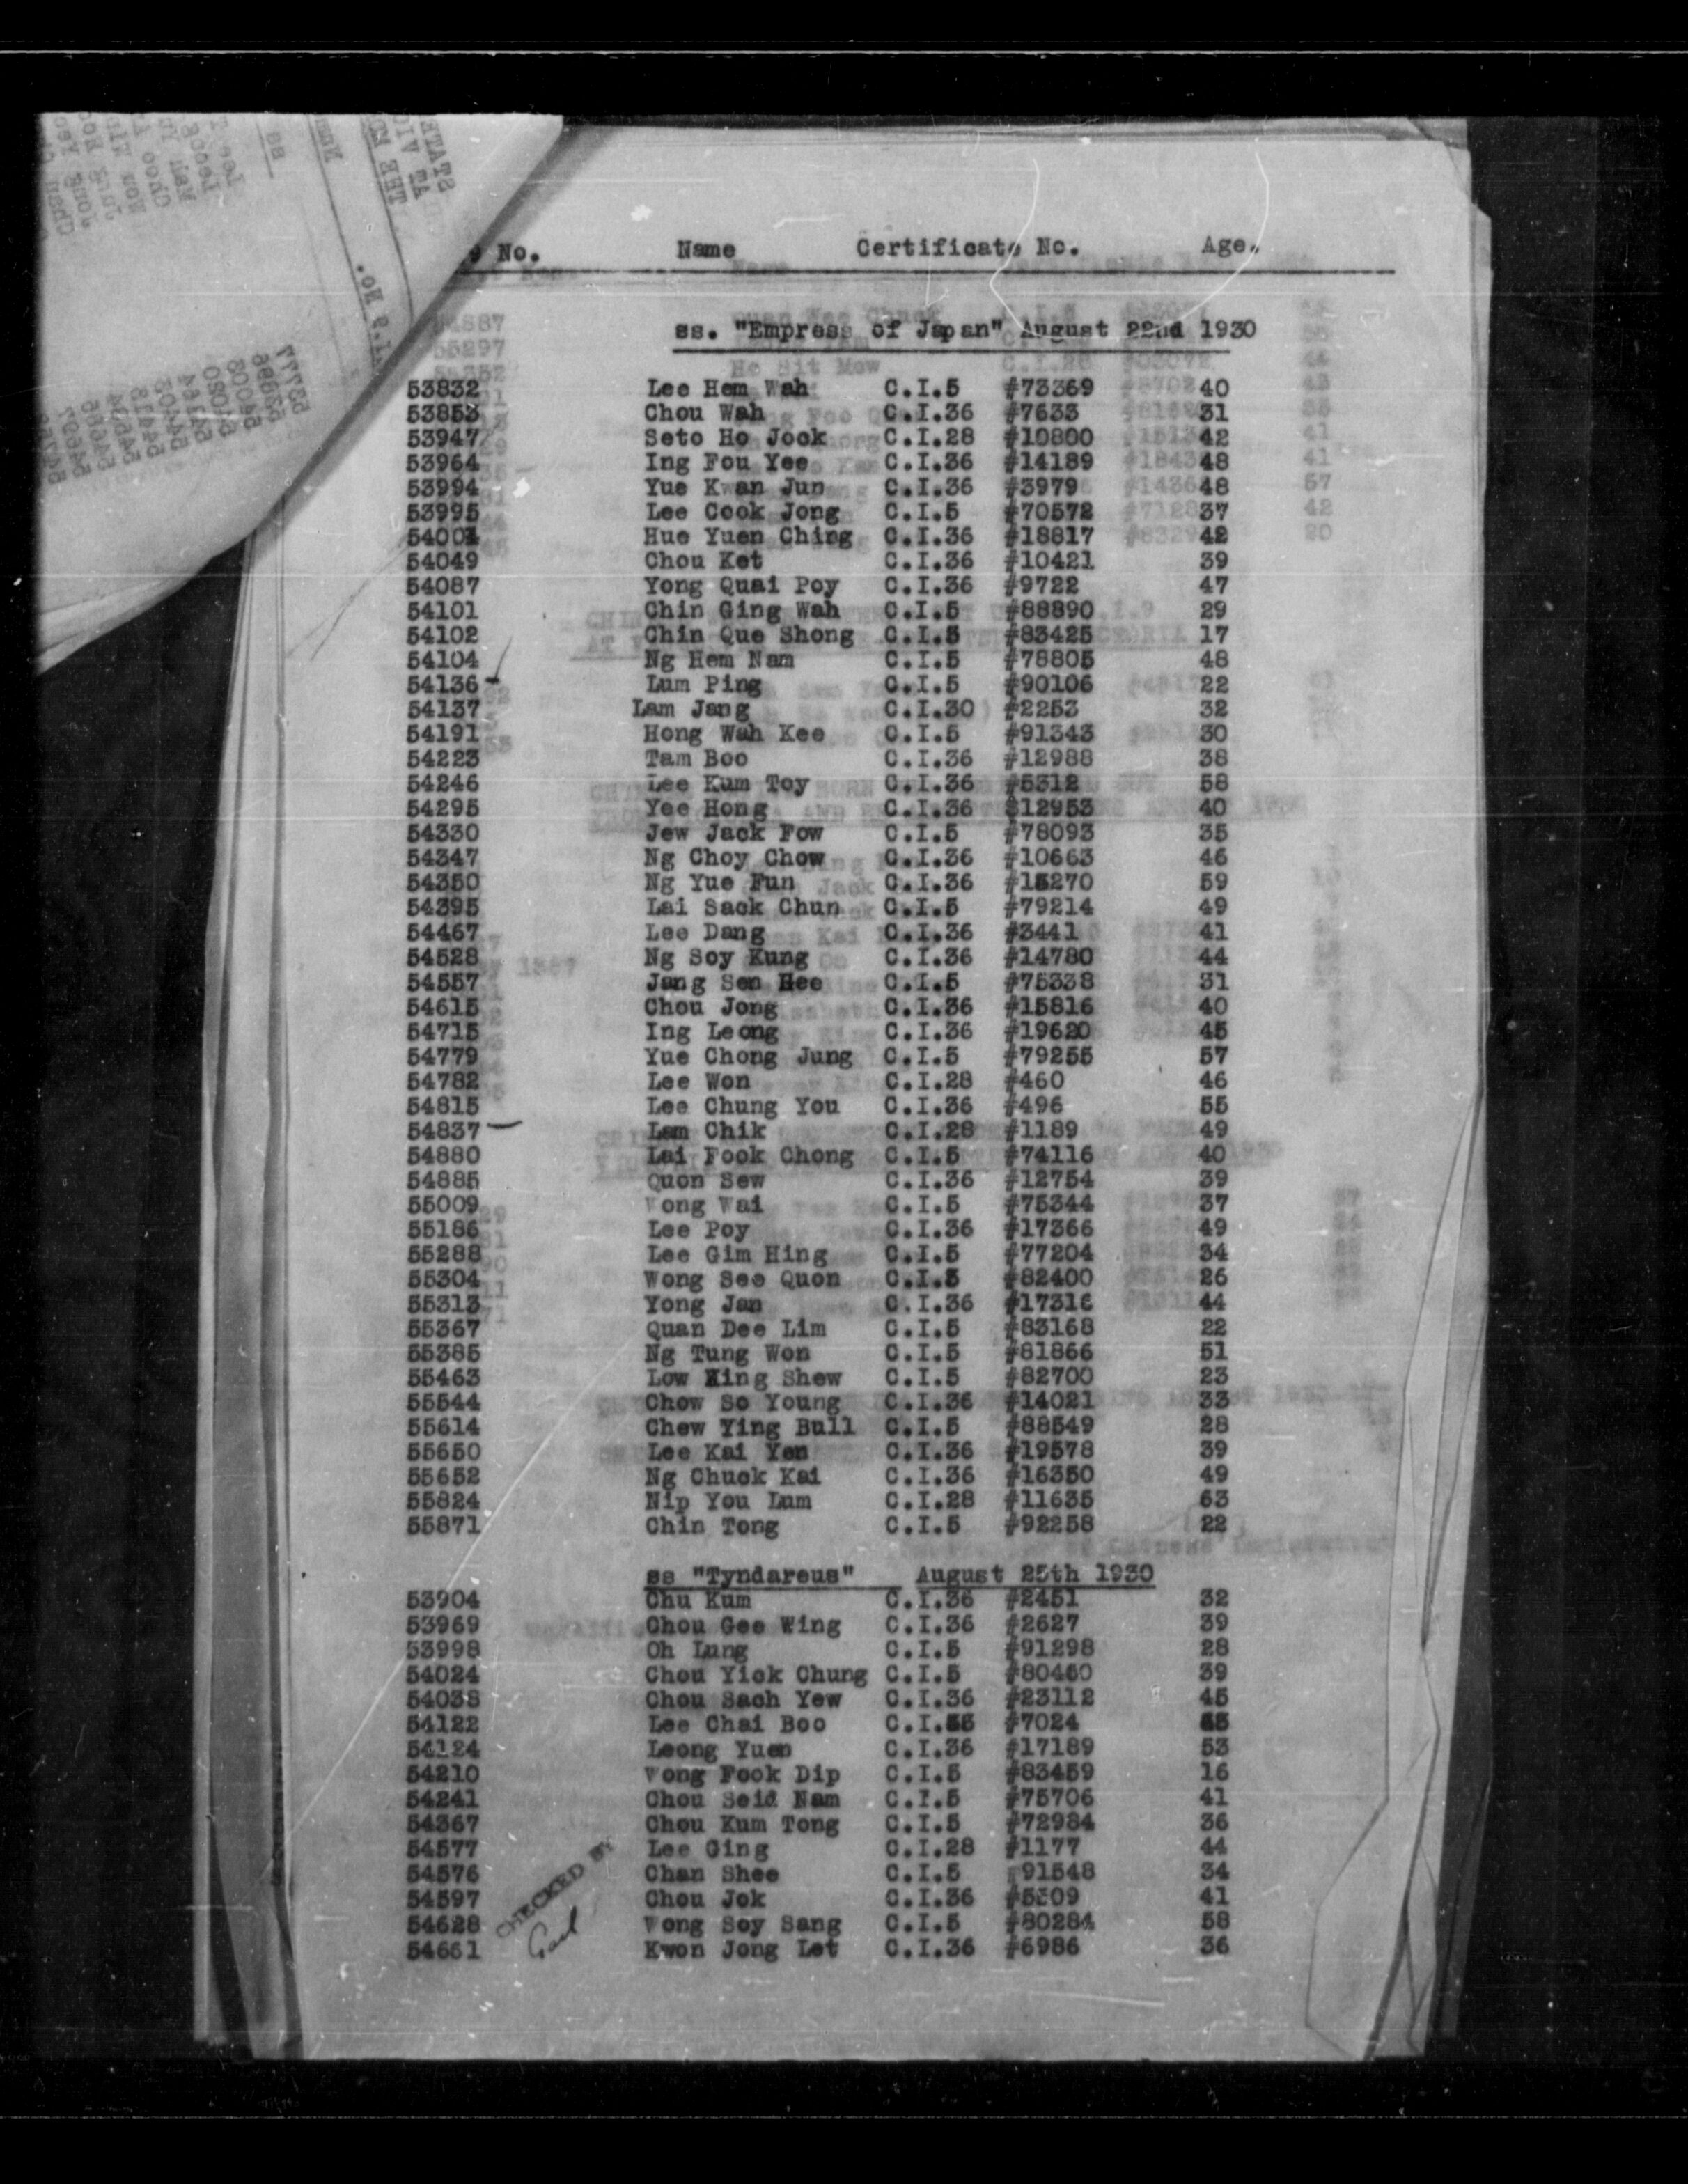 9 No. Name Certificate No. Age.
ss. "Empress of Japan" August 22nd 1930
53832 Lee Hem Wah C.I.5 #73369 40
53853 Chou Wah C.I.36 #7633 31
53947 Seto Ho Jook C.I.28 #10800 42
53964 Ing Fou Yee C.I.36 #14189 48
53994 Yue Kwan Jun C.I.36 #3979 48
53995 Lee Cook Jong C.I.5 #70572 37
54001 Hue Yuen Ching C.I.36 #18817 42
54049 Chou Ket C.I.36 #10421 39
54087 Yong Quai Poy C.I.36 #9722 47
54101 Chin Ging Wah C.I.5 #88890 29
54102 Chin Que Shong C.I.5 #83425 17
54104 Ng Hem Nam C.I.5 #78805 48
54136 Lum Ping C.I.5 #90106 22
54137 Lam Jang C.I.30 #2253 32
54191 Hong Wah Kee C.I.5 #91343 30
54223 Tam Boo C.I.36 #12988 38
54246 Lee Kum Toy C.I.36 #5312 58
54295 Yee Hong C.I.36 #12953 40
54330 Jew Jack Fow C.I.5 #78093 35
54347 Ng Choy Chow C.I.36 #10663 46
54350 Ng Yue Fun C.I.36 #15270 59
54395 Lai Sack Chun C.I.5 #79214 49
54467 Lee Dang C.I.36 #3441 41
54528 Ng Soy Kung C.I.36 #14780 44
54557 Jang Sen Hee C.I.5 #75338 31
54615 Chou Jong C.I.36 #15816 40
54715 Ing Leong C.I.36 #19620 45
54779 Yue Chong Jung C.I.5 #79255 57
54782 Lee Won C.I.28 #460 46
54815 Lee Chung You C.I.36 #496 55
54837 Lam Chik C.I.28 #1189 49
54880 Lai Fook Chong C.I.5 #74116 40
54885 Quon Sew C.I.36 #12754 39
55009 Wong Wai C.I.5 #75344 37
55186 Lee Poy C.I.36 #17366 49
55288 Lee Gim Hing C.I.5 #77204 34
55304 Wong See Quon C.I.5 #82400 26
55313 Yong Jan C.I.36 #17316 44
55367 Quan Dee Lim C.I.5 #83168 22
55385 Ng Tung Won C.I.5 #81866 51
55463 Low King Shew C.I.5 #82700 23
55544 Chow So Young C.I.36 #14021 33
55614 Chew Ying Bull C.I.5 #88549 28
55650 Lee Kai Yen C.I.36 #19578 39
55652 Ng Chuck Kai C.I.36 #16350 49
55824 Nip You Lum C.I.28 #11635 63
55871 Chin Tong C.I.5 #92258 22
ss "Tyndareus" August 25th 1930
53904 Chu Kum C.I.36 #2451 32
53969 Chou Gee Wing C.I.36 #2627 39
53998 Oh Lung C.I.5 #91298 28
54024 Chou Yick Chung C.I.5 #80460 39
54038 Chou Sach Yew C.I.36 #23112 45
54122 Lee Chai Boo #7024
54124 Leong Yuen C.I.36 #17189 53
54210 Wong Fook Dip C.I.5 #83459 16
54241 Chou Seid Nam C.I.5 #75706 41
54367 Chou Kum Tong C.I.5 #72984 36
54577 Lee Ging C.I.28 #1177 44
54576 Chan Shee C.I.5 #91548 34
54597 Chou Jok C.I.36 #5309 41
54628 Wong Soy Sang C.I.5 #80284 58
54661 Kwon Jong Let C.I.36 #6986 36
CHECKED BY